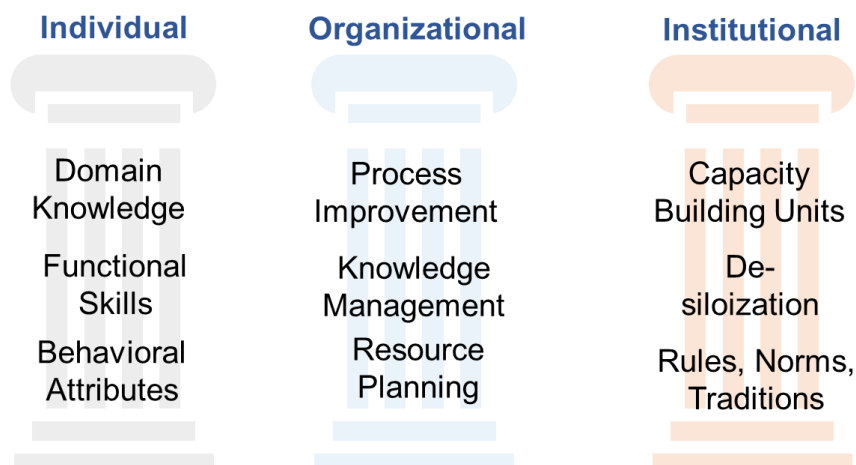 Individual
Domain
Knowledge
Functional
Skills
Behavioral
Attributes
Organizational
Process
Improvement
Knowledge
Management
Resource
Planning
Institutional
Capacity
Building Units
De-
siloization
Rules, Norms,
Traditions